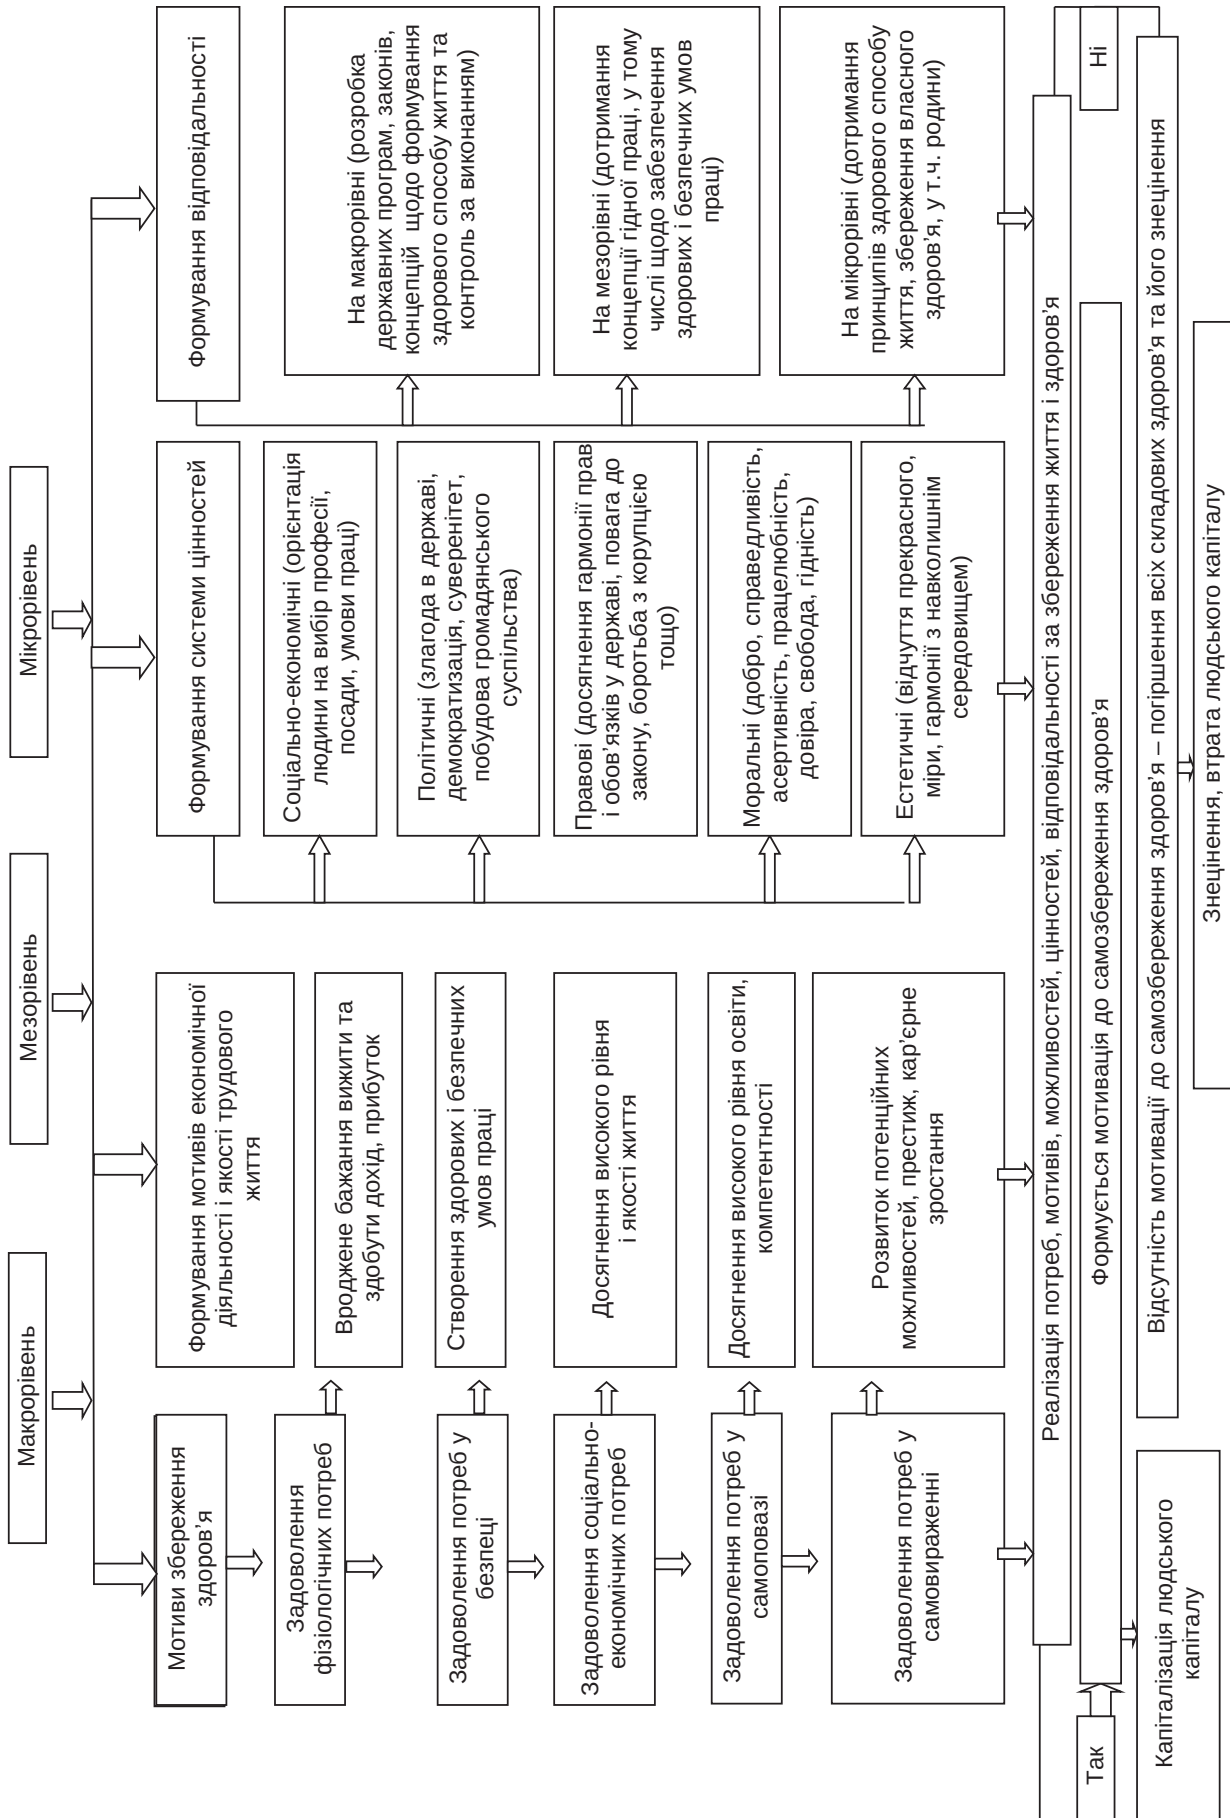 Макрорівень
Мезорівень
Мікрорівень
Мотиви збереження
здоров’я
Задоволення
фізіологічних потреб
Задоволення потреб у
безпеці
Задоволення соціально-
економічних потреб
Задоволення потреб у
самоповазі
Задоволення потреб у
самовираженні
Формування мотивів економічної
діяльності і якості трудового
життя
Вроджене бажання вижити та
здобути дохід, прибуток
Створення здорових і безпечних
умов праці
Досягнення високого рівня
і якості життя
Досягнення високого рівня освіти,
компетентності
Розвиток потенційних
можливостей, престиж, кар’єрне
зростання
Формування системи цінностей
Соціально-економічні (орієнтація
людини на вибір професії,
посади, умови праці)
Політичні (злагода в державі,
демократизація, суверенітет,
побудова громадянського
суспільства)
Правові (досягнення гармонії прав
і обов’язків у державі, повага до
закону, боротьба з корупцією
тощо)
Моральні (добро, справедливість,
асертивність, працелюбність,
довіра, свобода, гідність)
Естетичні (відчуття прекрасного,
міри, гармонії з навколишнім
середовищем)
Формування відповідальності
На макрорівні (розробка
державних програм, законів,
концепцій щодо формування
здорового способу життя та
контроль за виконанням)
На мезорівні (дотримання
концепції гідної праці, у тому
числі щодо забезпечення
здорових і безпечних умов
праці)
На мікрорівні (дотримання
принципів здорового способу
життя, збереження власного
здоров’я, у т.ч. родини)
Реалізація потреб, мотивів, можливостей, цінностей, відповідальності за збереження життя і здоров’я
Так
Формується мотивація до самозбереження здоров’я
Ні
Капіталізація людського
капіталу
Відсутність мотивації до самозбереження здоров’я – погіршення всіх складових здоров’я та його знецінення
Знецінення, втрата людського капіталу